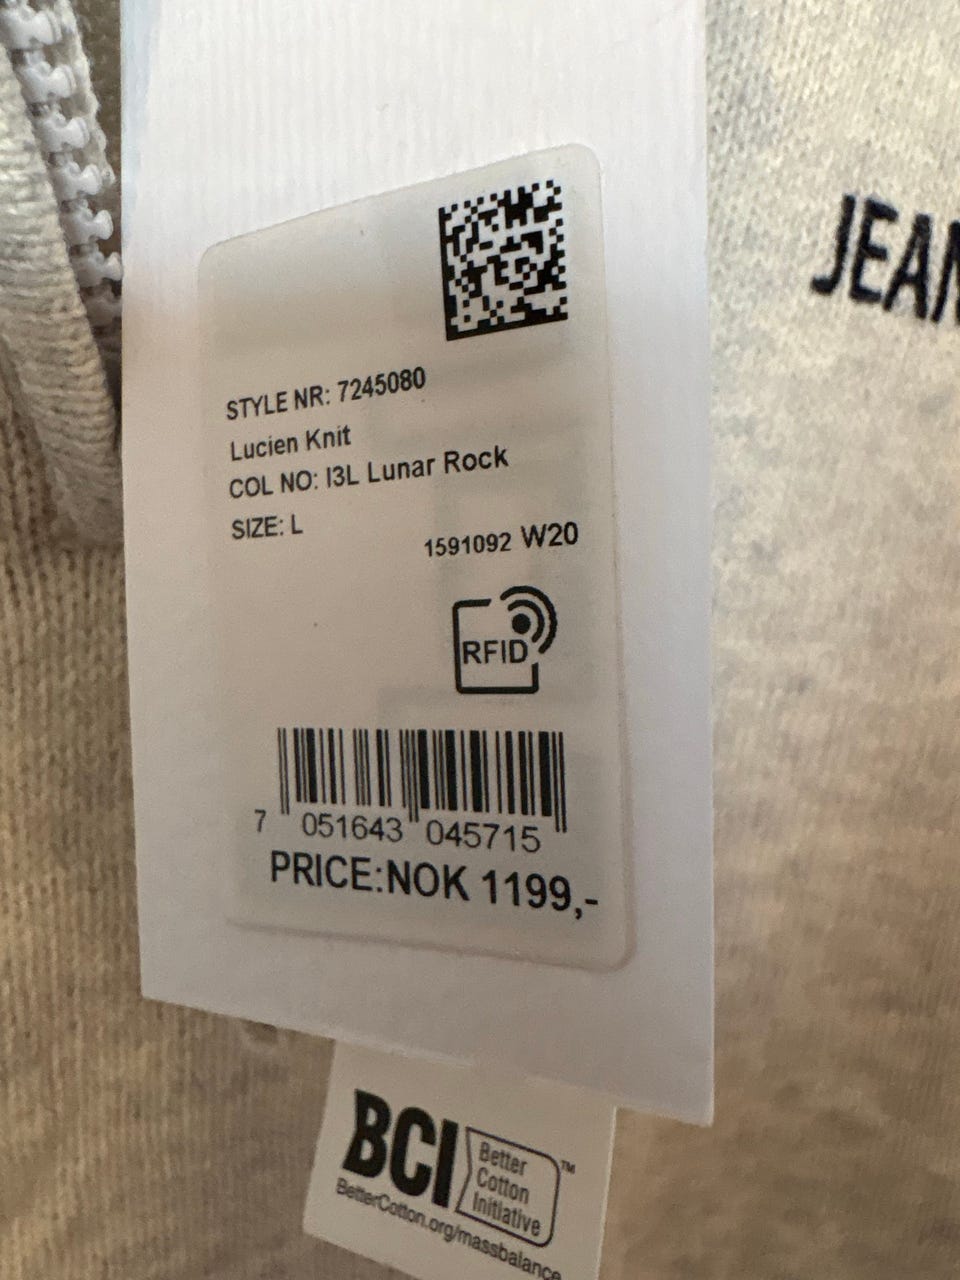 JEAN
STYLE NR: 7245080
Lucien Knit
COL NO: I3L Lunar Rock
SIZE: L
1591092 W20
RFID
7 051643 045715
PRICE:NOK 1199,-
BCI
Better
Cotton
Initiative
™
BetterCotton.org/massbalance